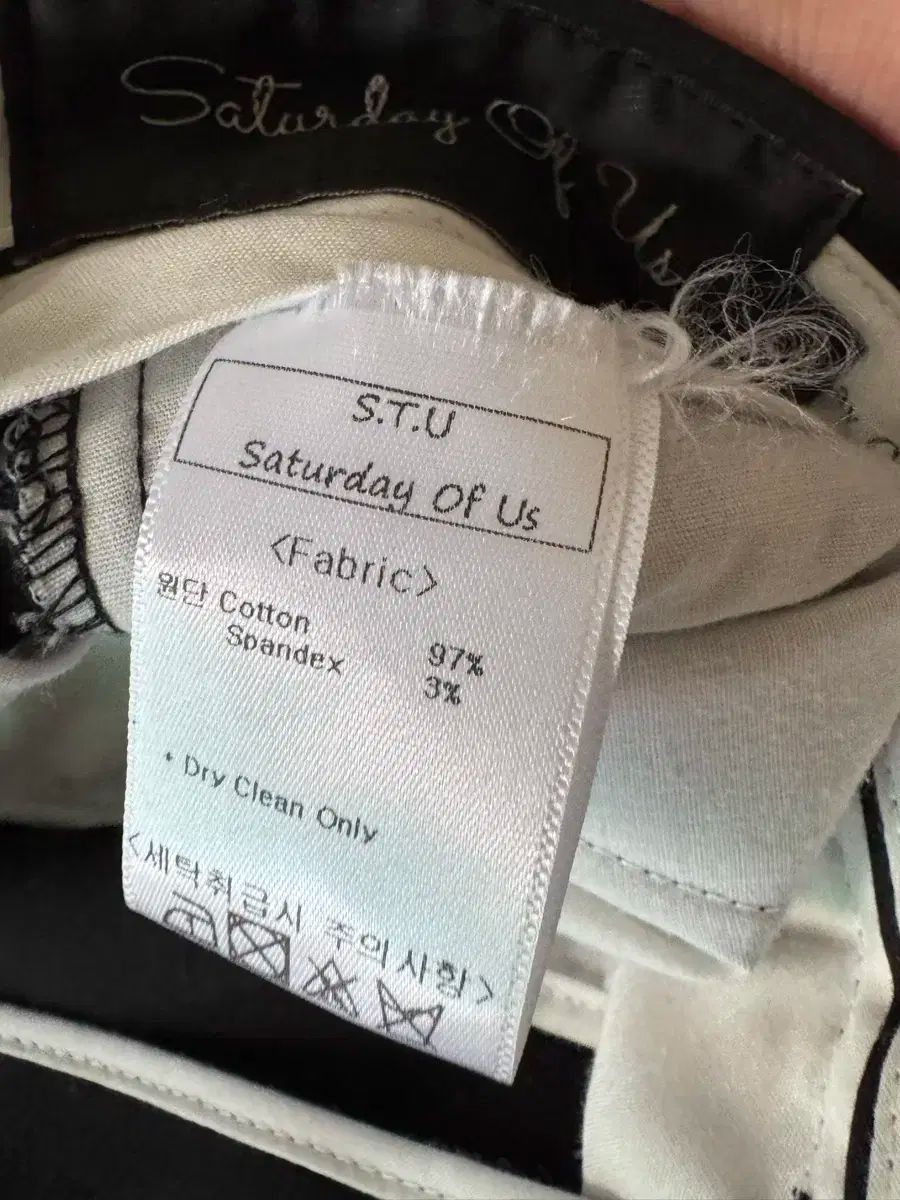 Saturday Of Us
S.T.U
Saturday Of Us
<Fabric>
원단 Cotton 97%
Spandex 3%
• Dry Clean Only
<세탁취급시 주의사항>